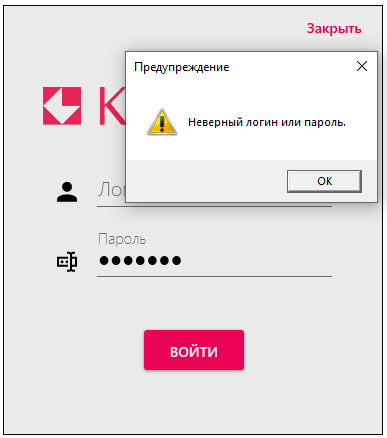 Закрыть
Предупреждение
Неверный логин или пароль.
OK
Пароль
ВОЙТИ